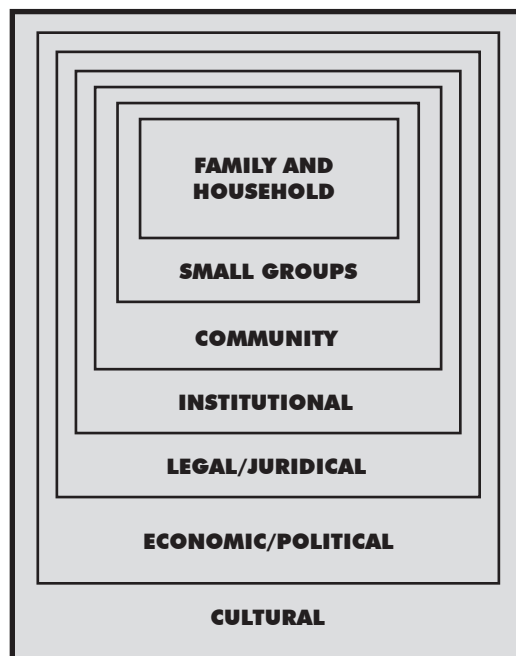 FAMILY AND
HOUSEHOLD
SMALL GROUPS
COMMUNITY
INSTITUTIONAL
LEGAL/JURIDICAL
ECONOMIC/POLITICAL
CULTURAL